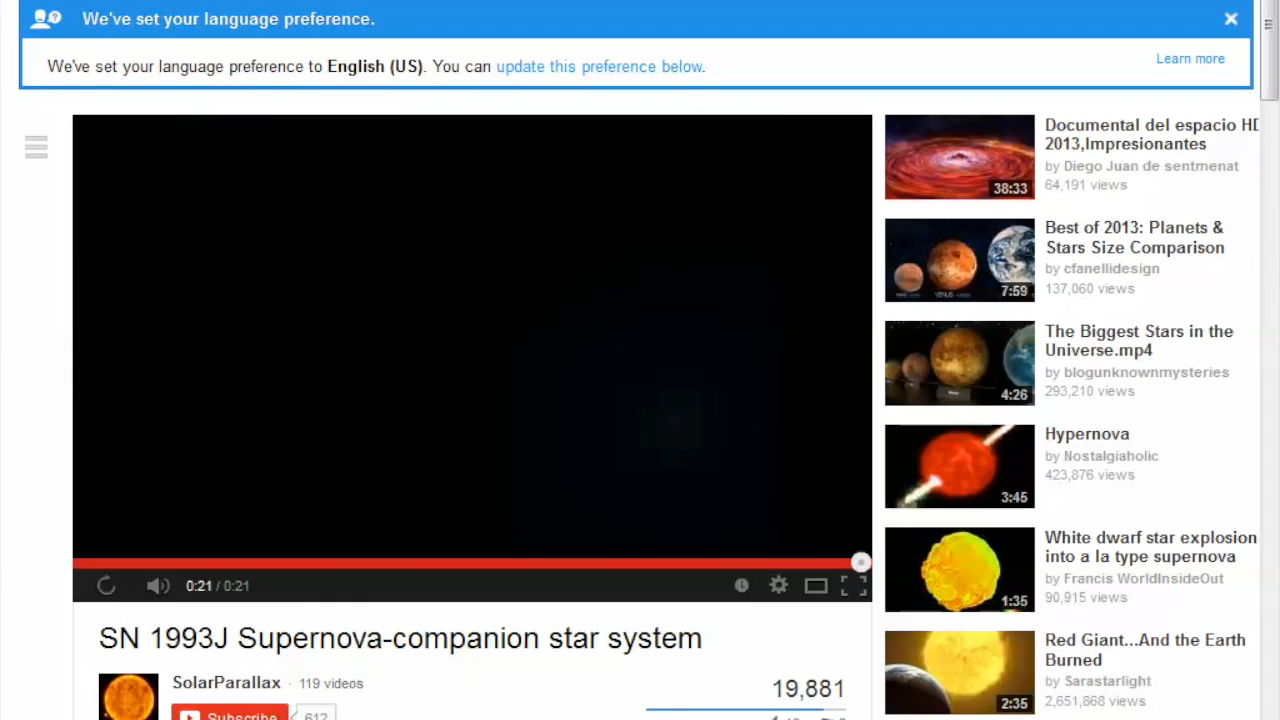 We've set your language preference.
We've set your language preference to English (US). You can update this preference below.
Learn more
0:21 / 0:21
SN 1993J Supernova-companion star system
SolarParallax · 119 videos
Subscribe
612
19,881
38:33
Documental del espacio HD
2013,Impresionantes
by Diego Juan de sentmenat
64,191 views
7:59
Best of 2013: Planets &
Stars Size Comparison
by cfanellidesign
137,060 views
4:26
The Biggest Stars in the
Universe.mp4
by blogunknownmysteries
293,210 views
3:45
Hypernova
by Nostalgiaholic
423,876 views
1:35
White dwarf star explosion
into a la type supernova
by Francis WorldInsideOut
90,915 views
2:35
Red Giant...And the Earth
Burned
by Sarastarlight
2,651,868 views